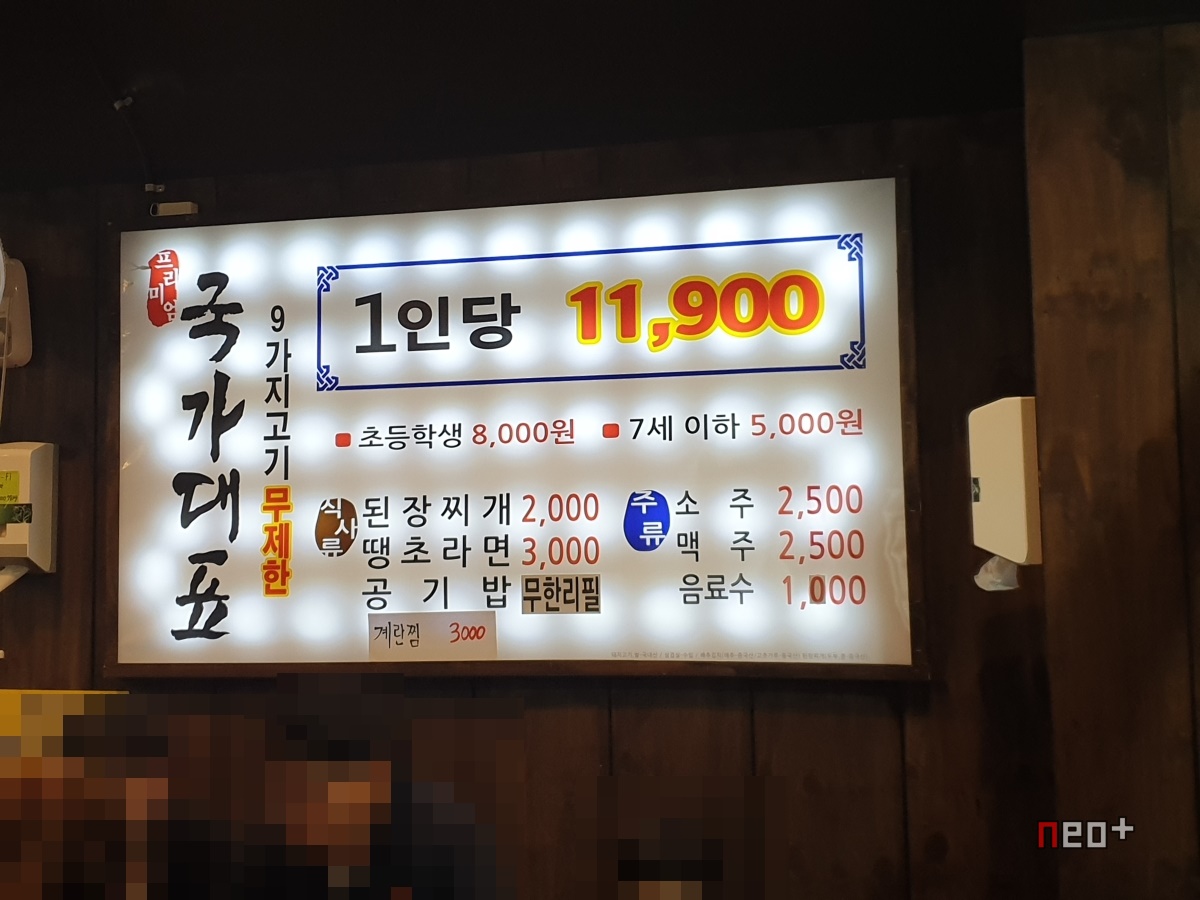 프리미엄
국가대표
9가지고기 무제한
1인당 11,900
초등학생 8,000원 7세 이하 5,000원
식사류
된장찌개 2,000
땡초라면 3,000
공기밥 무한리필
계란찜 3000
주류
소주 2,500
맥주 2,500
음료수 1,000
neo+